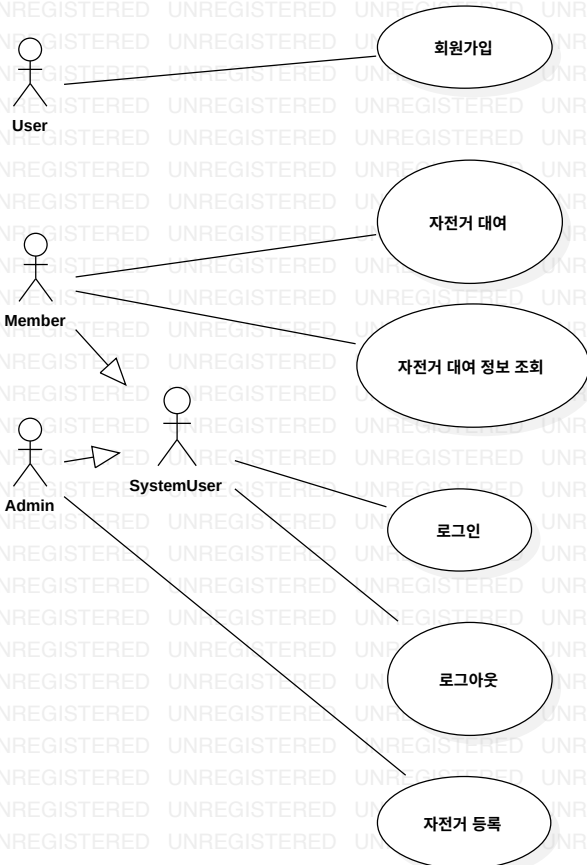 회원가입
User
자전거 대여
Member
자전거 대여 정보 조회
SystemUser
Admin
로그인
로그아웃
자전거 등록
UNREGISTERED